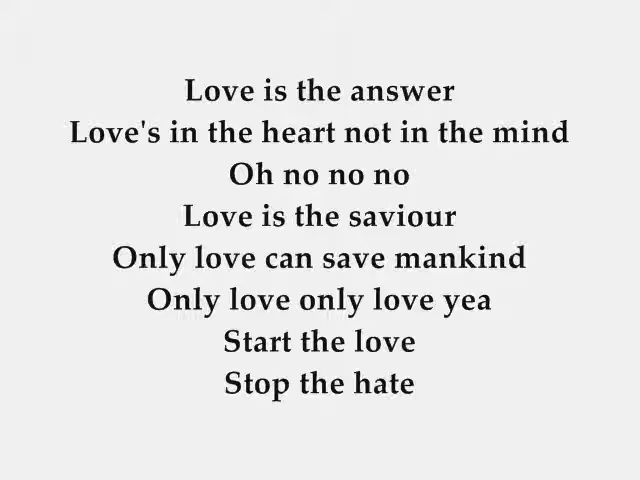 Love is the answer
Love's in the heart not in the mind
Oh no no no
Love is the saviour
Only love can save mankind
Only love only love yea
Start the love
Stop the hate